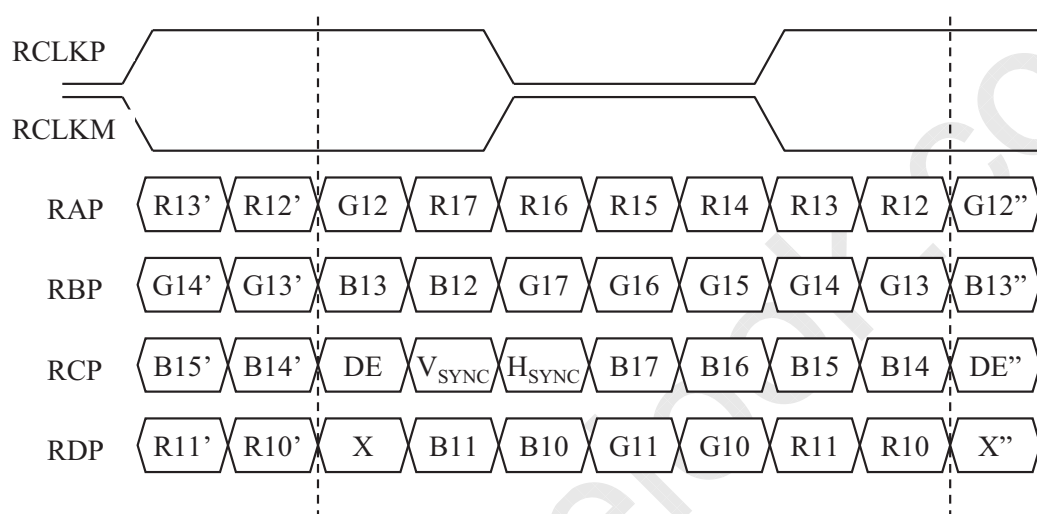 RCLKP
RCLKM
RAP R13’ R12’ G12 R17 R16 R15 R14 R13 R12 G12”
RBP G14’ G13’ B13 B12 G17 G16 G15 G14 G13 B13”
RCP B15’ B14’ DE VSYNC HSYNC B17 B16 B15 B14 DE”
RDP R11’ R10’ X B11 B10 G11 G10 R11 R10 X”